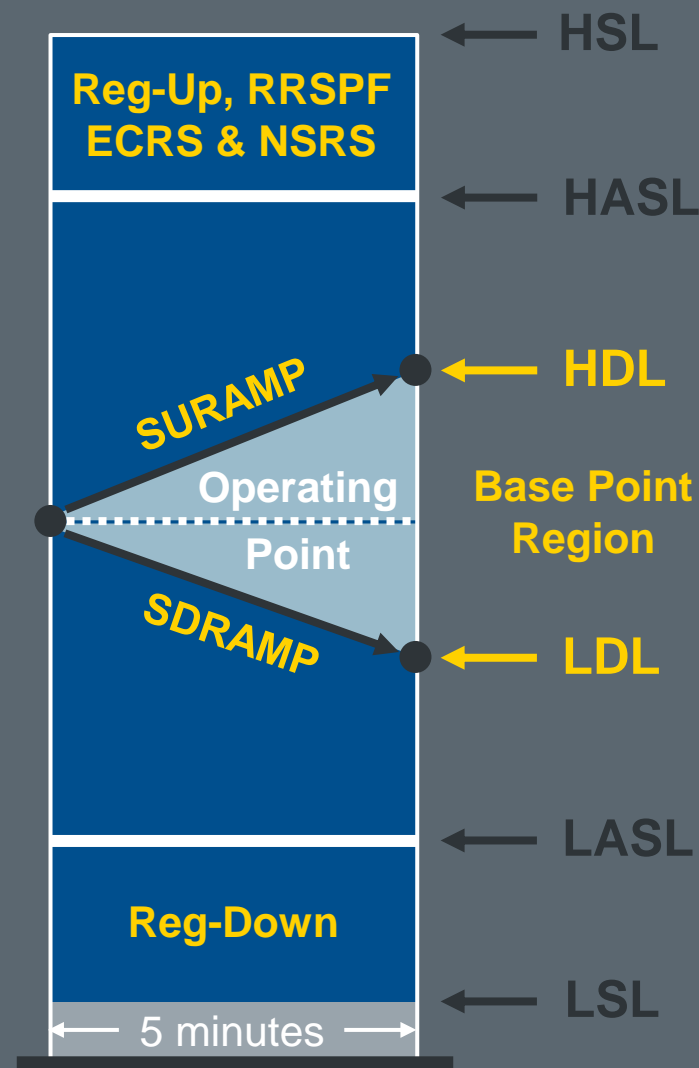 HSL
Reg-Up, RRSPF
ECRS & NSRS
HASL
HDL
SURAMP
Operating
Point
Base Point
Region
SDRAMP
LDL
LASL
Reg-Down
LSL
5 minutes